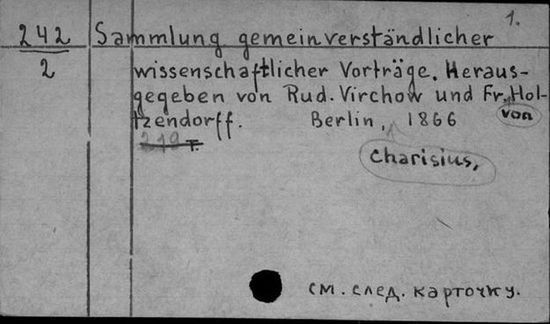 1.
242 Sammlung gemeinverständlicher
2 wissenschaftlicher Vorträge. Heraus-
gegeben von Rud. Virchow und Fr. Hol-
von
tzendorff. Berlin, 1866
219 T.
Charisius,
см. след. карточку.